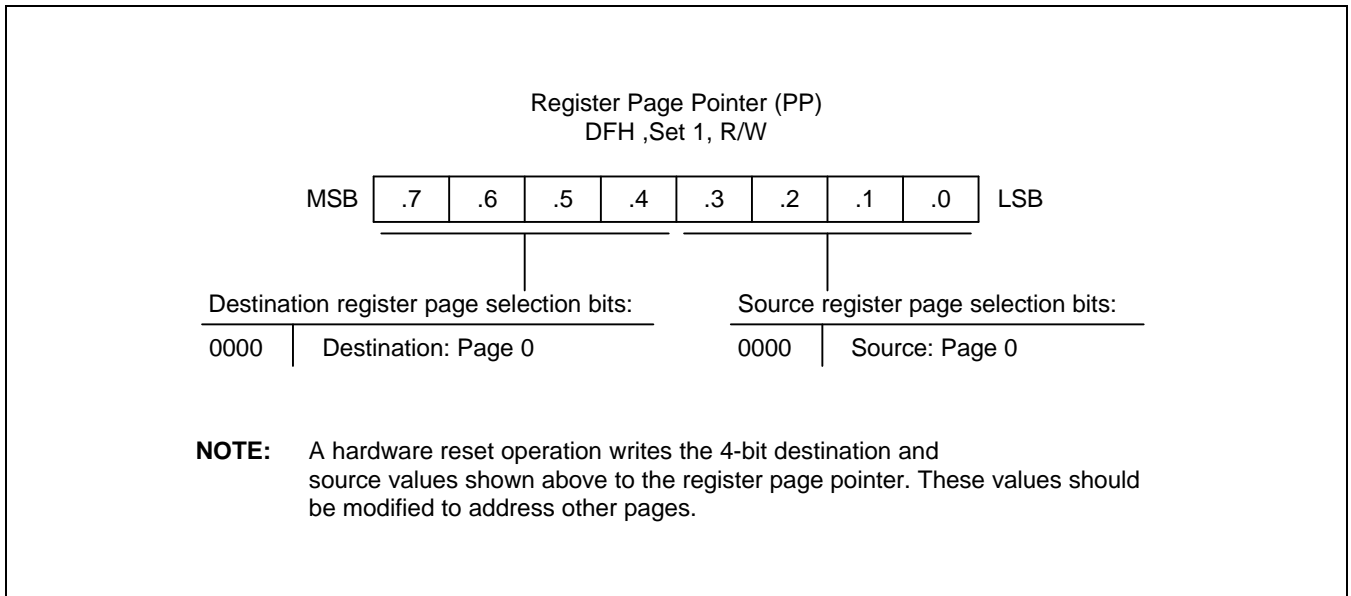 Register Page Pointer (PP)
DFH ,Set 1, R/W
MSB .7 .6 .5 .4 .3 .2 .1 .0 LSB
Destination register page selection bits:
0000 Destination: Page 0
Source register page selection bits:
0000 Source: Page 0
NOTE: A hardware reset operation writes the 4-bit destination and
source values shown above to the register page pointer. These values should
be modified to address other pages.